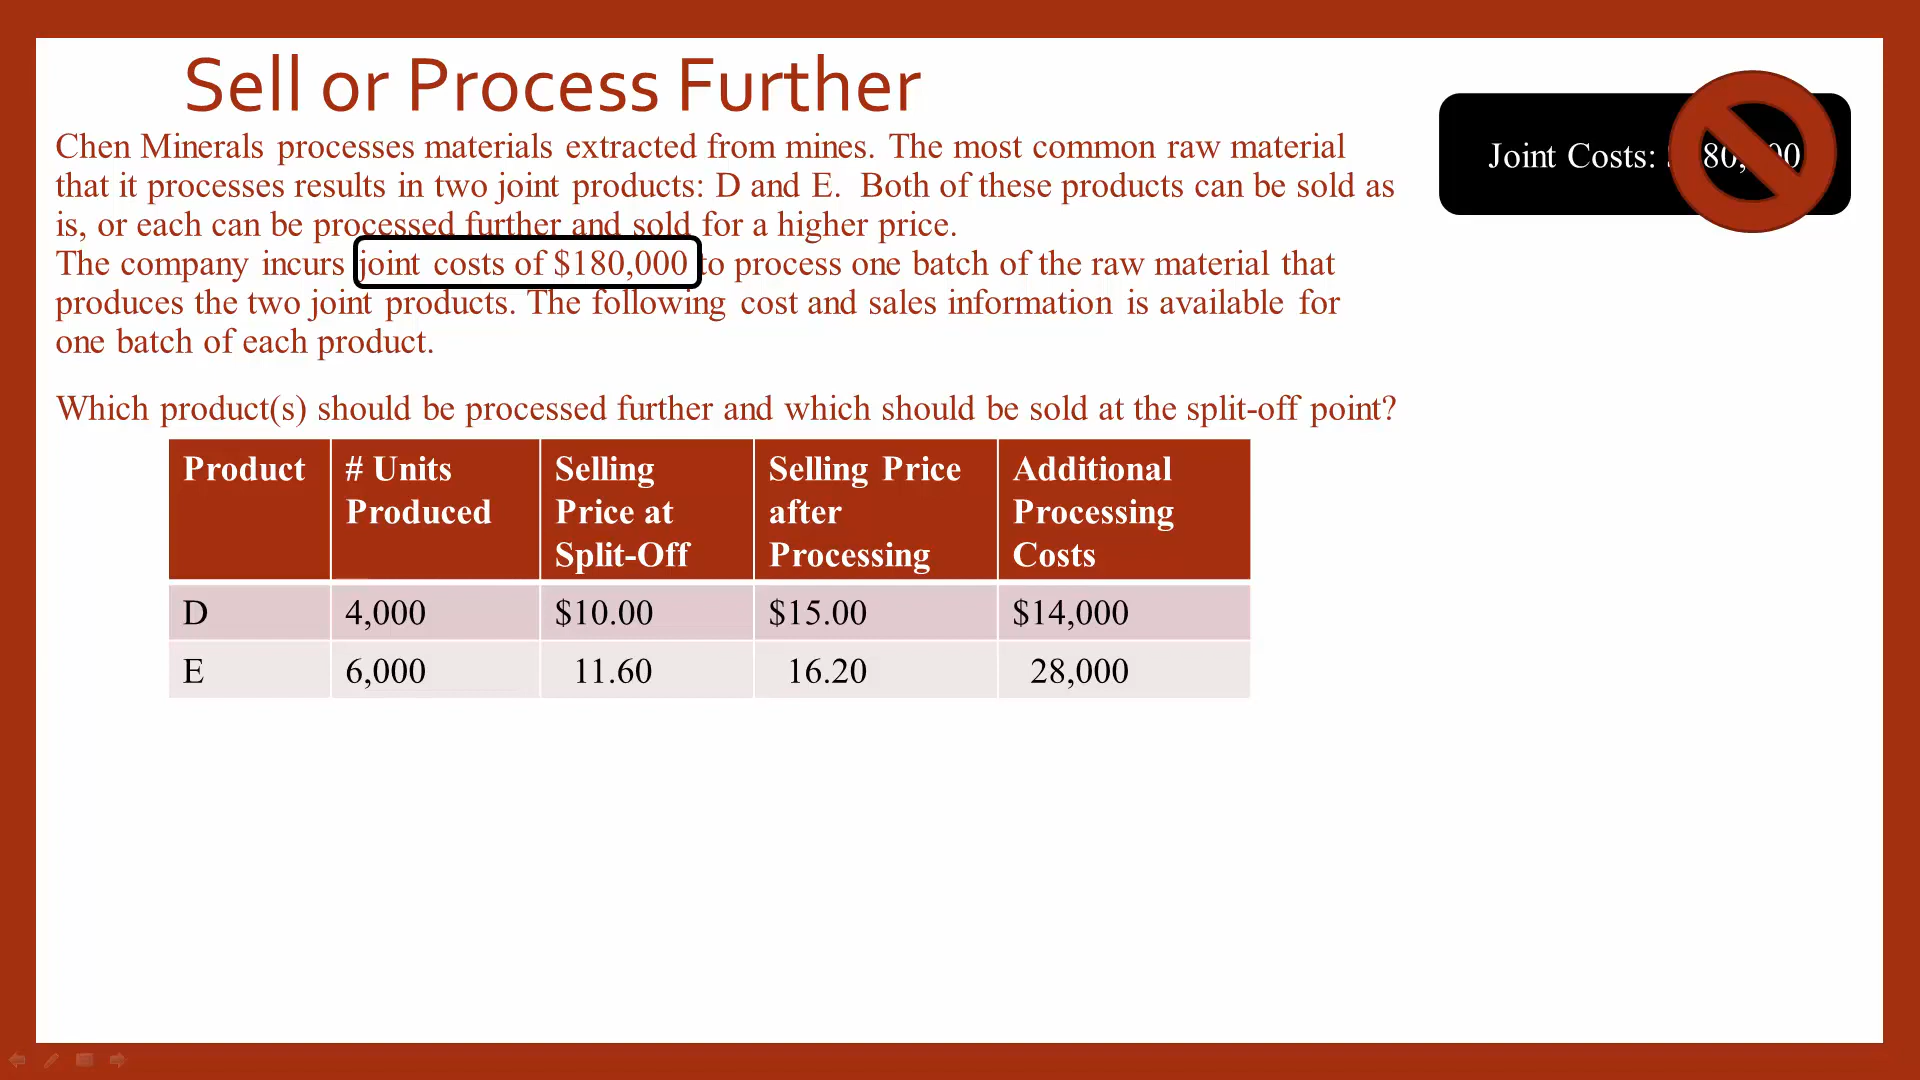 Sell or Process Further
Chen Minerals processes materials extracted from mines. The most common raw material
that it processes results in two joint products: D and E. Both of these products can be sold as
is, or each can be processed further and sold for a higher price.
The company incurs joint costs of $180,000 to process one batch of the raw material that
produces the two joint products. The following cost and sales information is available for
one batch of each product.
Joint Costs:
Which product(s) should be processed further and which should be sold at the split-off point?
Product # Units Produced Selling Price at Split-Off Selling Price after Processing Additional Processing Costs
D 4,000 $10.00 $15.00 $14,000
E 6,000 11.60 16.20 28,000